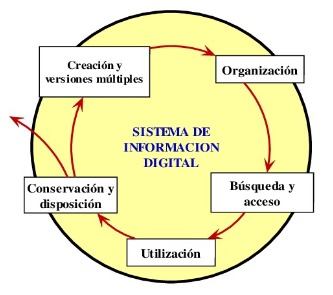 Creación y
versiones múltiples
Organización
SISTEMA DE
INFORMACION
DIGITAL
Búsqueda y
acceso
Conservación y
disposición
Utilización